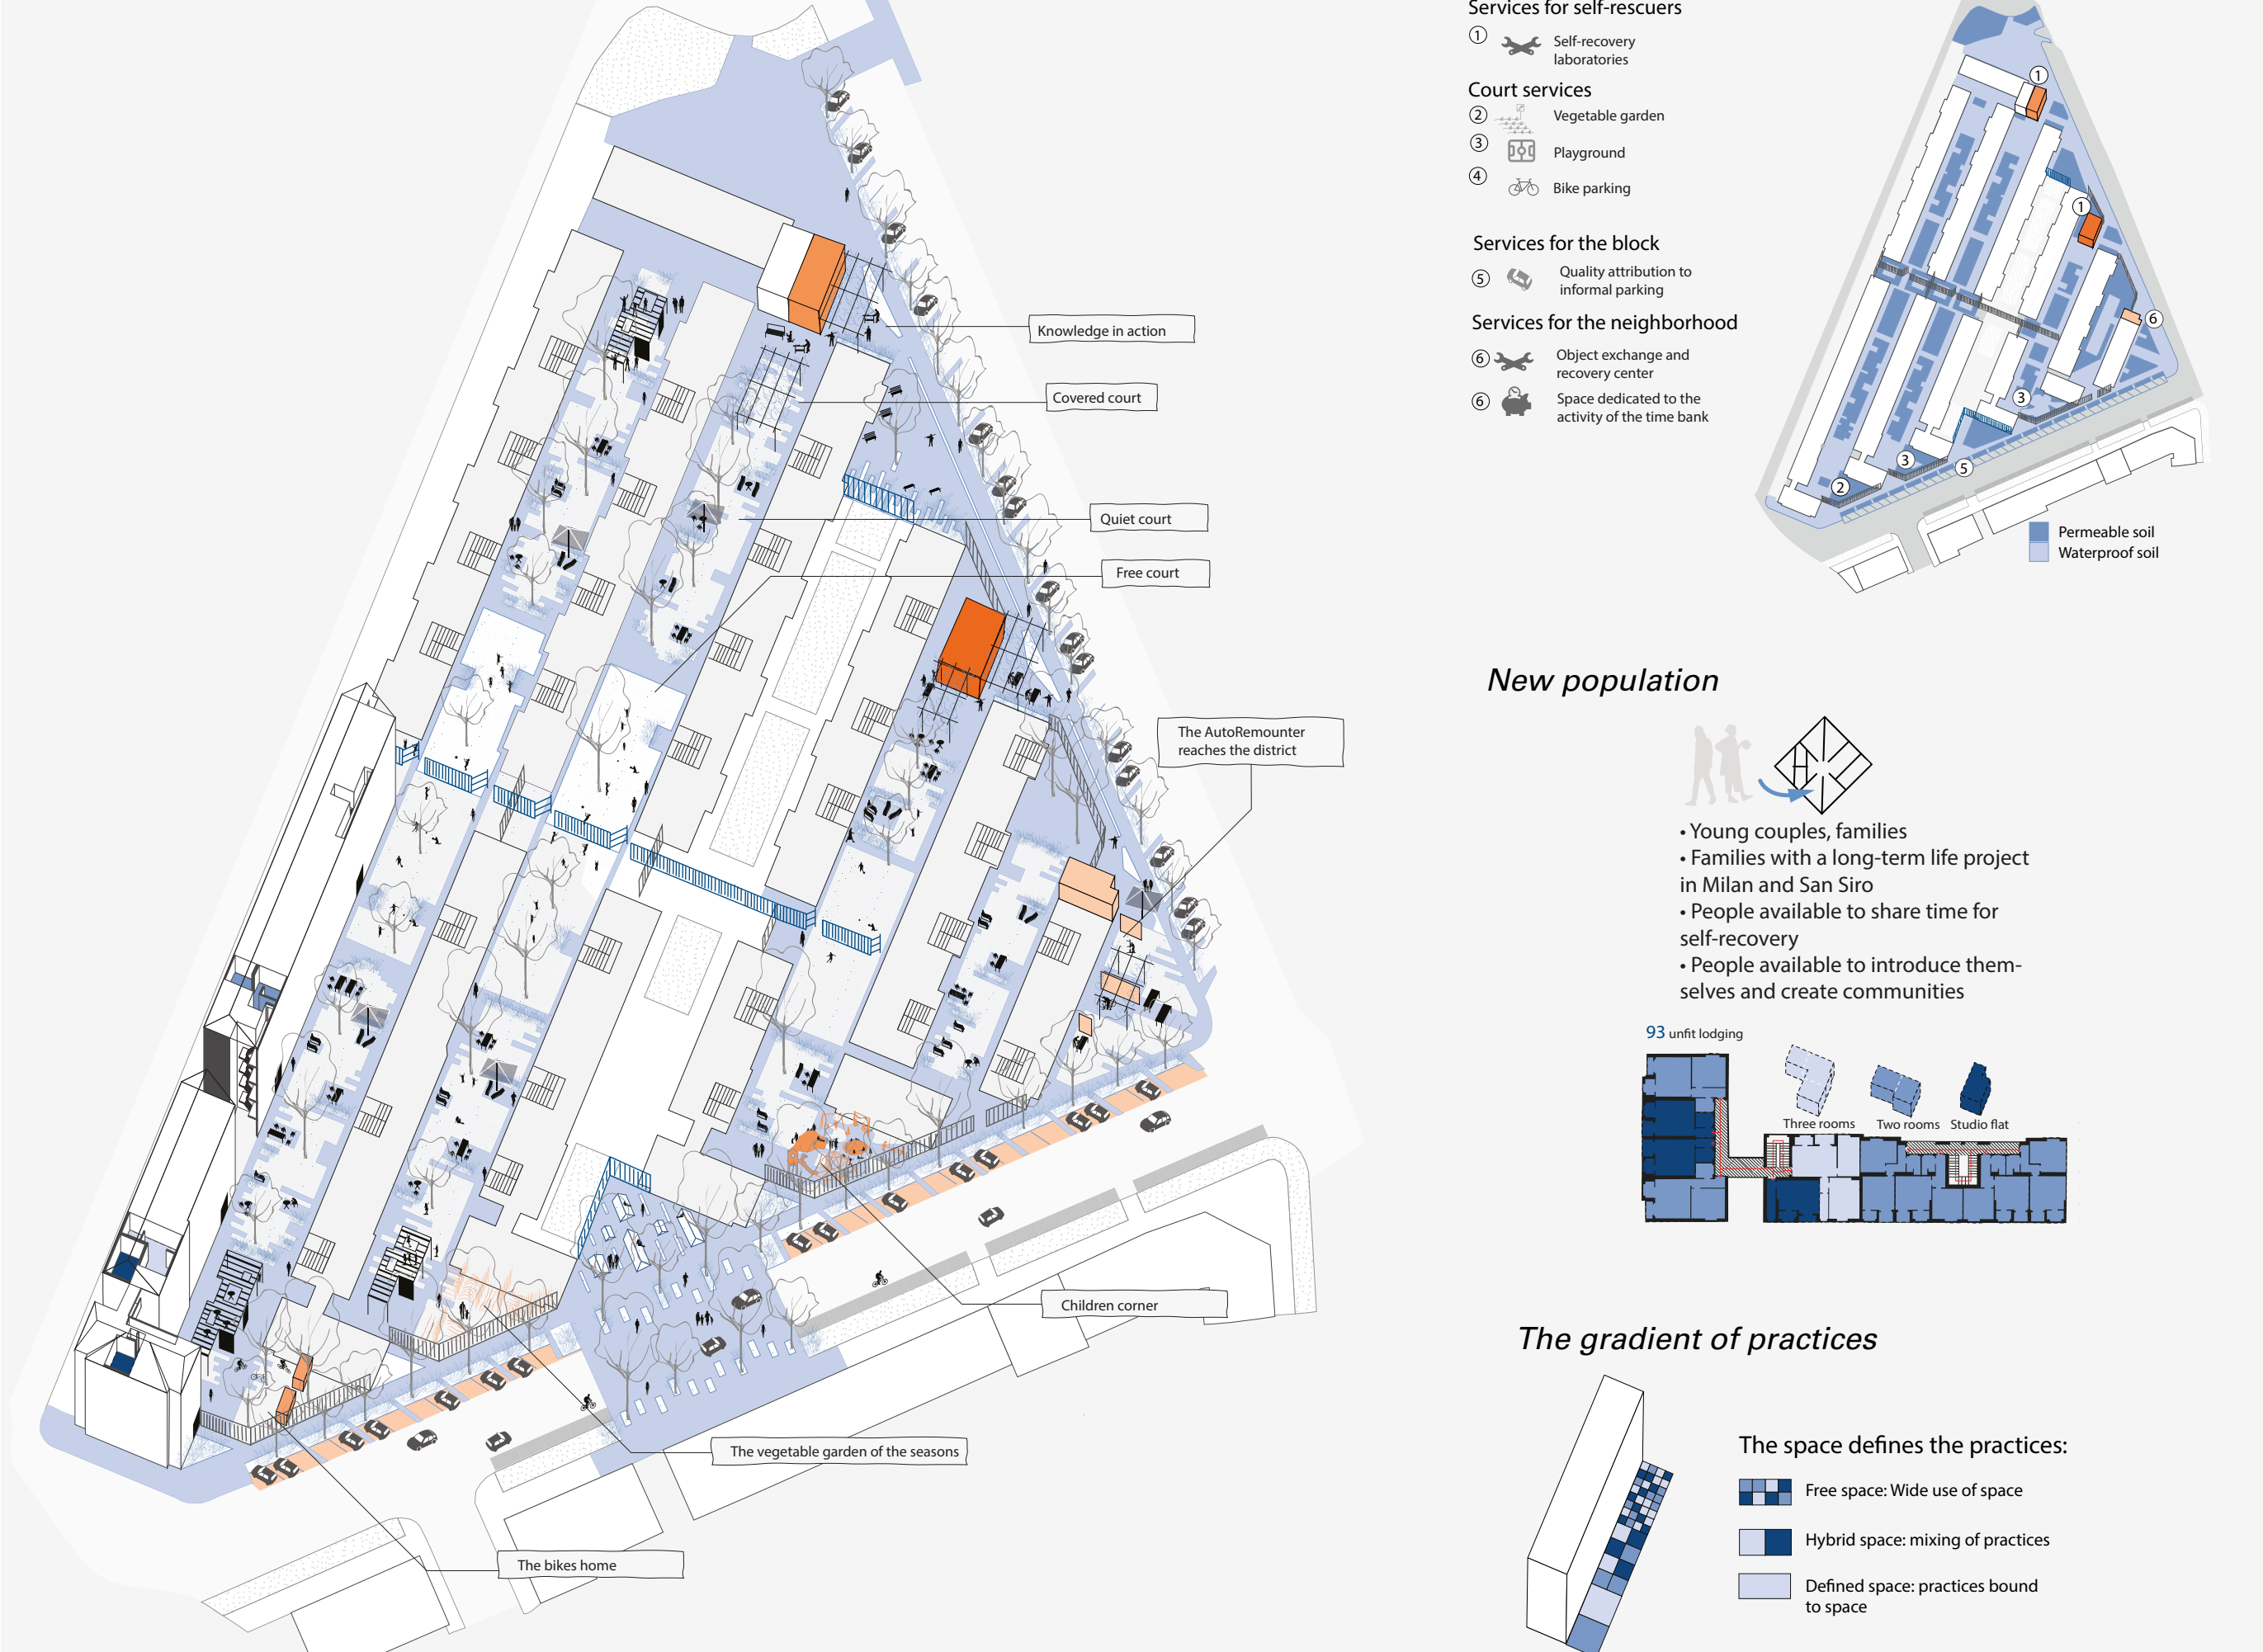 Services for self-rescuers
1
Self-recovery
laboratories
Court services
2
Vegetable garden
3
Playground
4
Bike parking
Services for the block
5
Quality attribution to
informal parking
Services for the neighborhood
6
Object exchange and
recovery center
6
Space dedicated to the
activity of the time bank
1
1
6
3
3
5
2
Permeable soil
Waterproof soil
Knowledge in action
Covered court
Quiet court
Free court
The AutoRemounter
reaches the district
Children corner
The vegetable garden of the seasons
The bikes home
New population
• Young couples, families
• Families with a long-term life project
in Milan and San Siro
• People available to share time for
self-recovery
• People available to introduce them-
selves and create communities
93 unfit lodging
Three rooms
Two rooms
Studio flat
The gradient of practices
The space defines the practices:
Free space: Wide use of space
Hybrid space: mixing of practices
Defined space: practices bound
to space